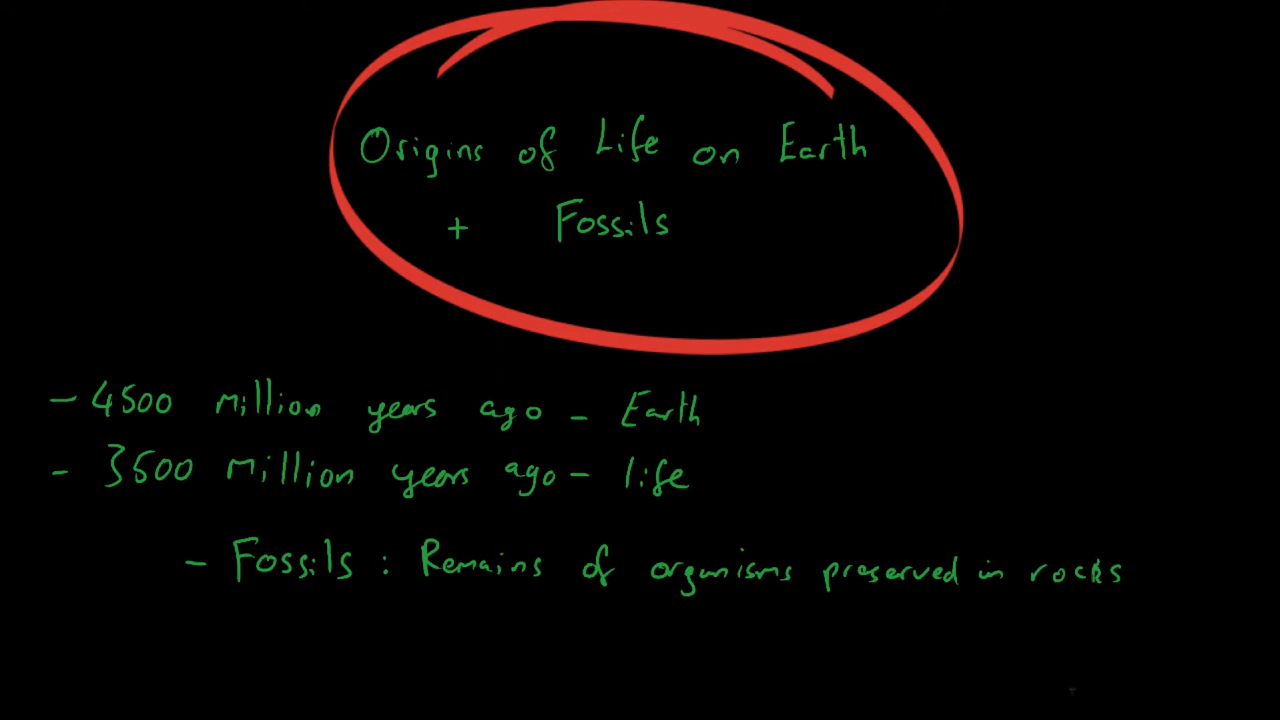 Origins of Life on Earth
+ Fossils
- 4500 million years ago - Earth
- 3500 Million years ago - life
- Fossils : Remains of organisms preserved in rocks